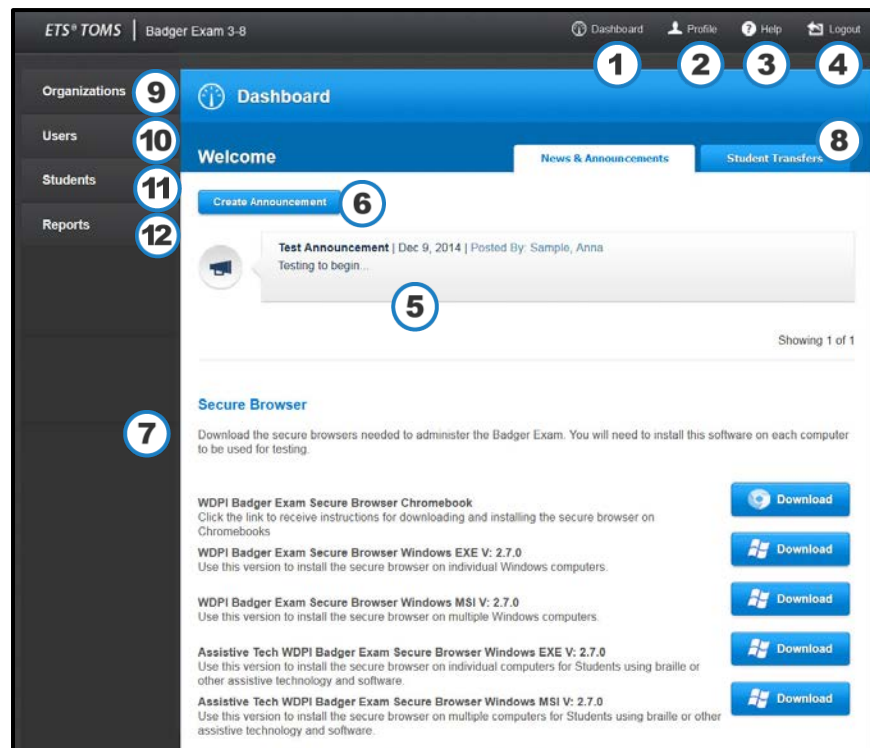 ETS® TOMS | Badger Exam 3-8
Dashboard Profile Help Logout
1 2 3 4
Organizations 9
Users 10
Students 11
Reports 12
Dashboard
Welcome
News & Announcements
Student Transfers 8
Create Announcement 6
Test Announcement | Dec 9, 2014 | Posted By: Sample, Anna
Testing to begin...
5
Showing 1 of 1
Secure Browser
7
Download the secure browsers needed to administer the Badger Exam. You will need to install this software on each computer
to be used for testing.
WDPI Badger Exam Secure Browser Chromebook
Click the link to receive instructions for downloading and installing the secure browser on
Chromebooks
Download
WDPI Badger Exam Secure Browser Windows EXE V: 2.7.0
Use this version to install the secure browser on individual Windows computers.
Download
WDPI Badger Exam Secure Browser Windows MSI V: 2.7.0
Use this version to install the secure browser on multiple Windows computers.
Download
Assistive Tech WDPI Badger Exam Secure Browser Windows EXE V: 2.7.0
Use this version to install the secure browser on individual computers for Students using braille or
other assistive technology and software.
Download
Assistive Tech WDPI Badger Exam Secure Browser Windows MSI V: 2.7.0
Use this version to install the secure browser on multiple computers for Students using braille or other
assistive technology and software.
Download